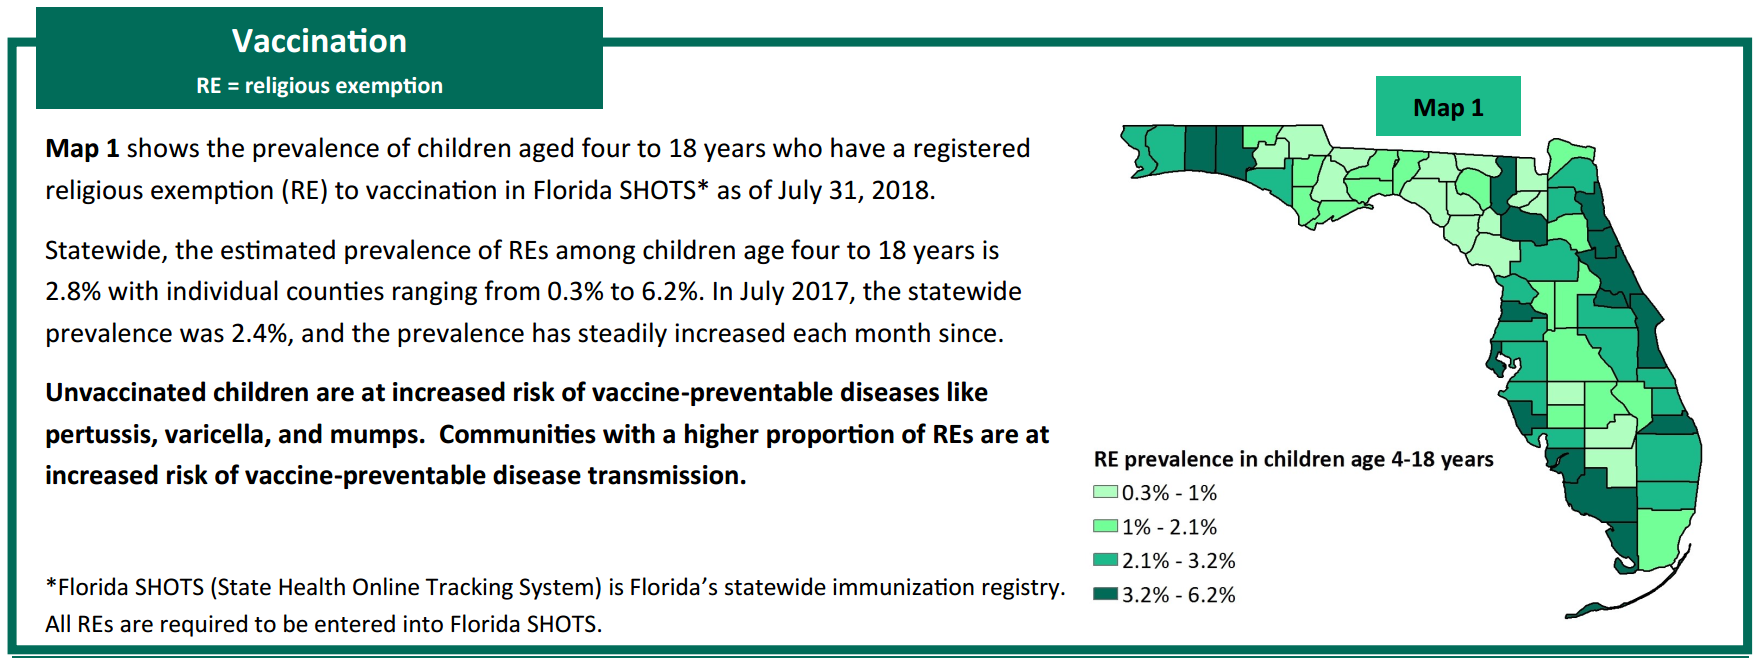 Vaccination
RE = religious exemption
Map 1 shows the prevalence of children aged four to 18 years who have a registered
religious exemption (RE) to vaccination in Florida SHOTS* as of July 31, 2018.
Statewide, the estimated prevalence of REs among children age four to 18 years is
2.8% with individual counties ranging from 0.3% to 6.2%. In July 2017, the statewide
prevalence was 2.4%, and the prevalence has steadily increased each month since.
Unvaccinated children are at increased risk of vaccine-preventable diseases like
pertussis, varicella, and mumps.  Communities with a higher proportion of REs are at
increased risk of vaccine-preventable disease transmission.
*Florida SHOTS (State Health Online Tracking System) is Florida’s statewide immunization registry.
All REs are required to be entered into Florida SHOTS.
Map 1
RE prevalence in children age 4-18 years
0.3% - 1%
1% - 2.1%
2.1% - 3.2%
3.2% - 6.2%